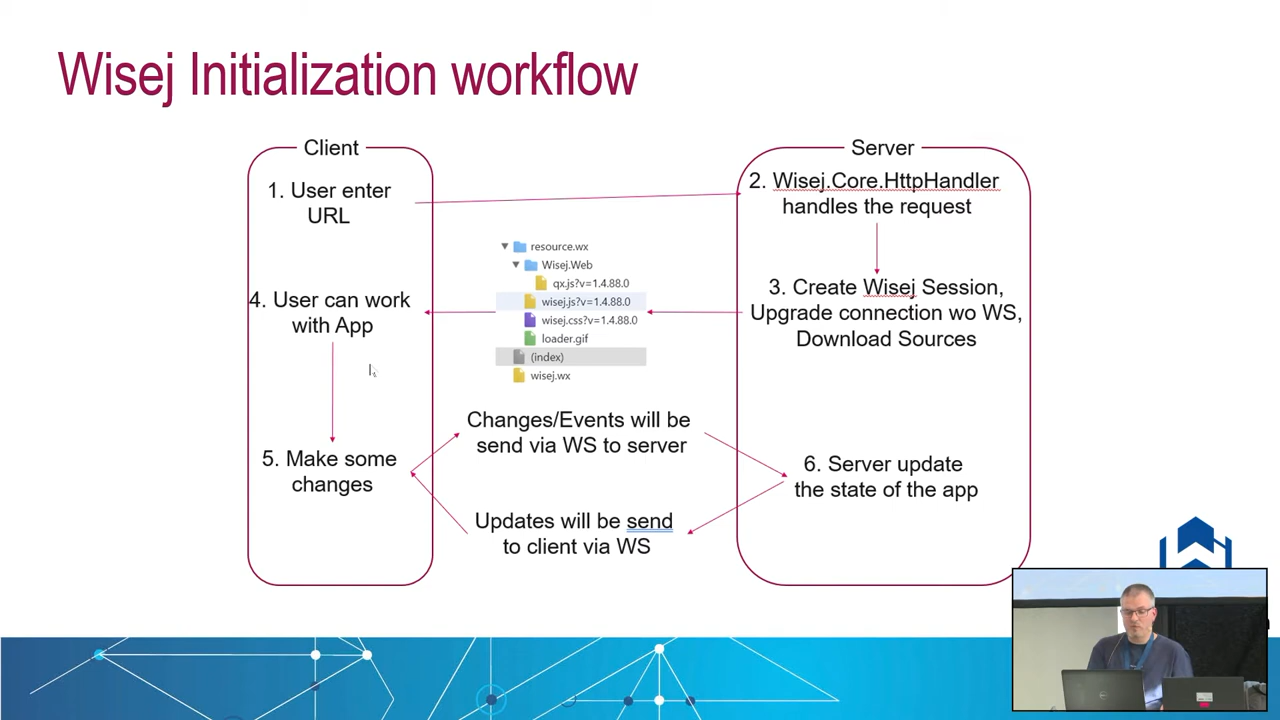 Wisej Initialization workflow
Client
Server
1. User enter
URL
2. Wisej.Core.HttpHandler
handles the request
resource.wx
Wisej.Web
qx.js?v=1.4.88.0
wisej.js?v=1.4.88.0
wisej.css?v=1.4.88.0
loader.gif
(index)
wisej.wx
3. Create Wisej Session,
Upgrade connection wo WS,
Download Sources
4. User can work
with App
5. Make some
changes
Changes/Events will be
send via WS to server
6. Server update
the state of the app
Updates will be send
to client via WS